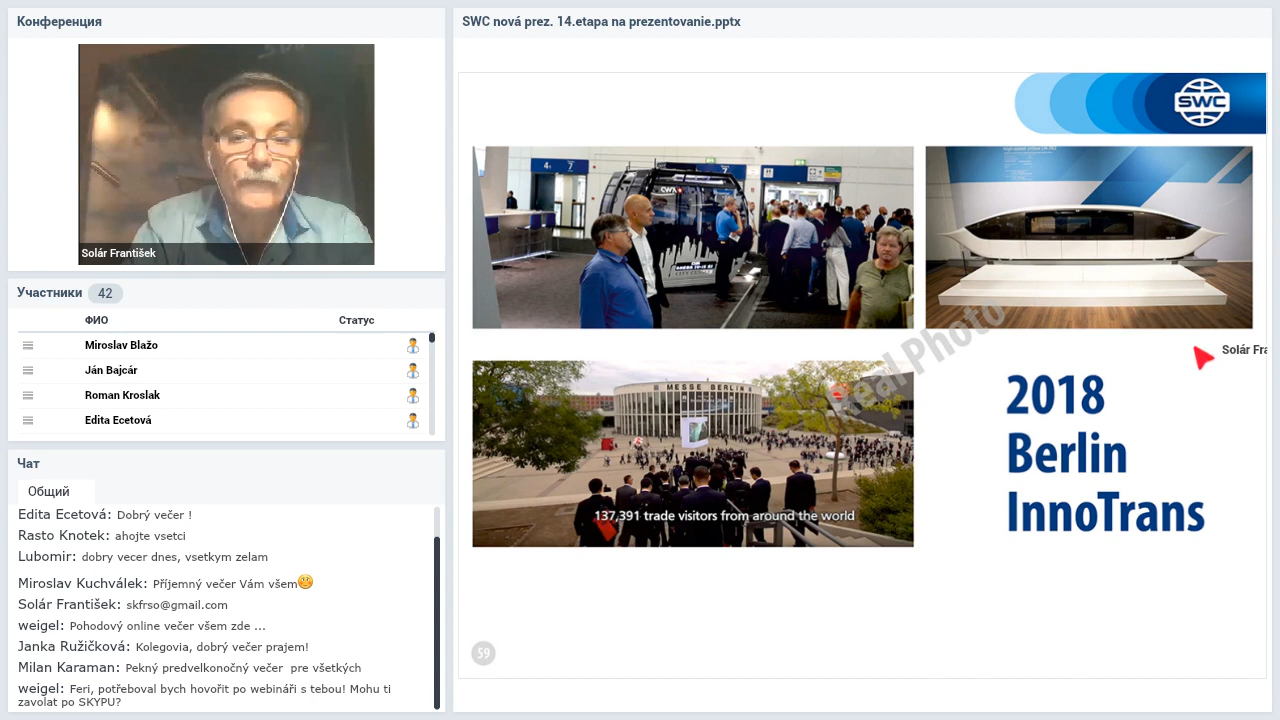 Конференция
Solár František
Участники 42
ФИО Статус
Miroslav Blažo
Ján Bajcár
Roman Kroslak
Edita Ecetová
Чат
Общий
Edita Ecetová: Dobrý večer !
Rasto Knotek: ahojte vsetci
Lubomir: dobry vecer dnes, vsetkym zelam
Miroslav Kuchválek: Příjemný večer Vám všem
Solár František: skfrso@gmail.com
weigel: Pohodový online večer všem zde ...
Janka Ružičková: Kolegovia, dobrý večer prajem!
Milan Karaman: Pekný predvelkonočný večer pre všetkých
weigel: Feri, potřeboval bych hovořit po webináři s tebou! Mohu ti
zavolat po SKYPU?
SWC nová prez. 14.etapa na prezentovanie.pptx
SWC
4
7
7
CWA
Real Photo
Solár Fra
MESSE BERLIN
137,391 trade visitors from around the world
2018
Berlin
InnoTrans
59